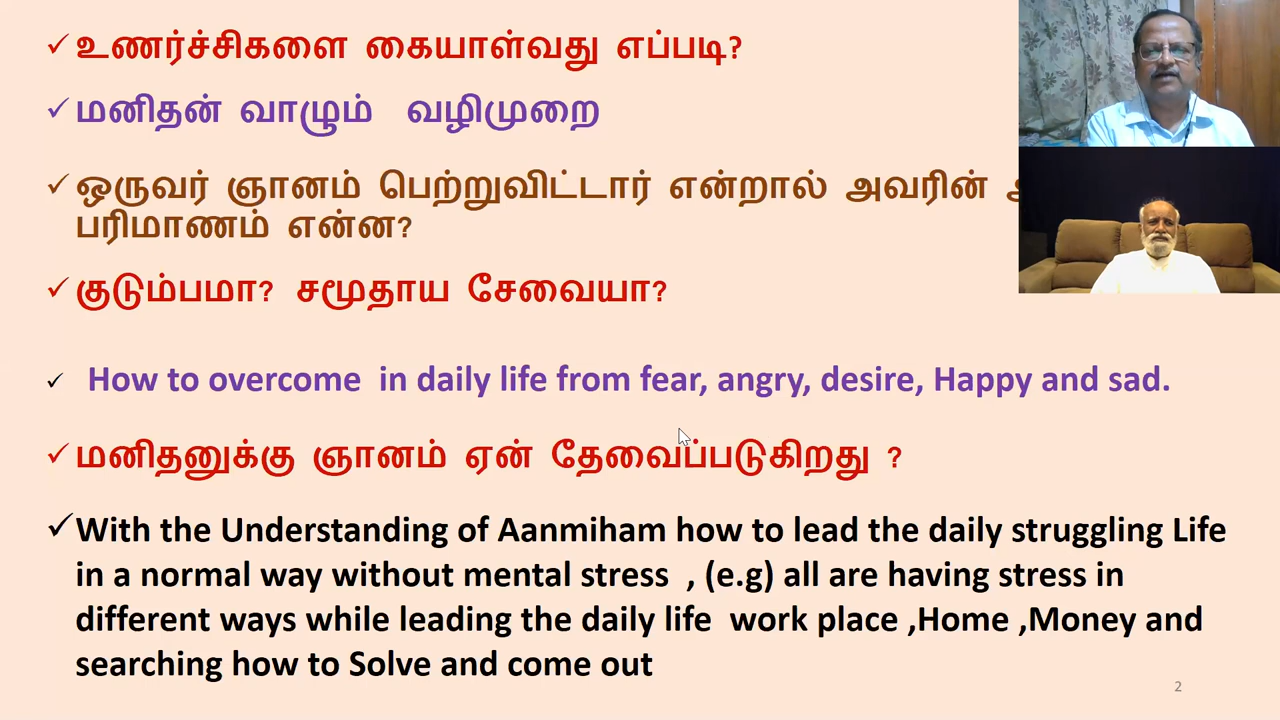 ✓ உணர்ச்சிகளை கையாள்வது எப்படி?
✓ மனிதன் வாழும் வழிமுறை
✓ ஒருவர் ஞானம் பெற்றுவிட்டார் என்றால் அவரின்
பரிமாணம் என்ன?
✓ குடும்பமா? சமூதாய சேவையா?
✓ How to overcome in daily life from fear, angry, desire, Happy and sad.
✓ மனிதனுக்கு ஞானம் ஏன் தேவைப்படுகிறது ?
✓ With the Understanding of Aanmiham how to lead the daily struggling Life
in a normal way without mental stress , (e.g) all are having stress in
different ways while leading the daily life work place ,Home ,Money and
searching how to Solve and come out
2